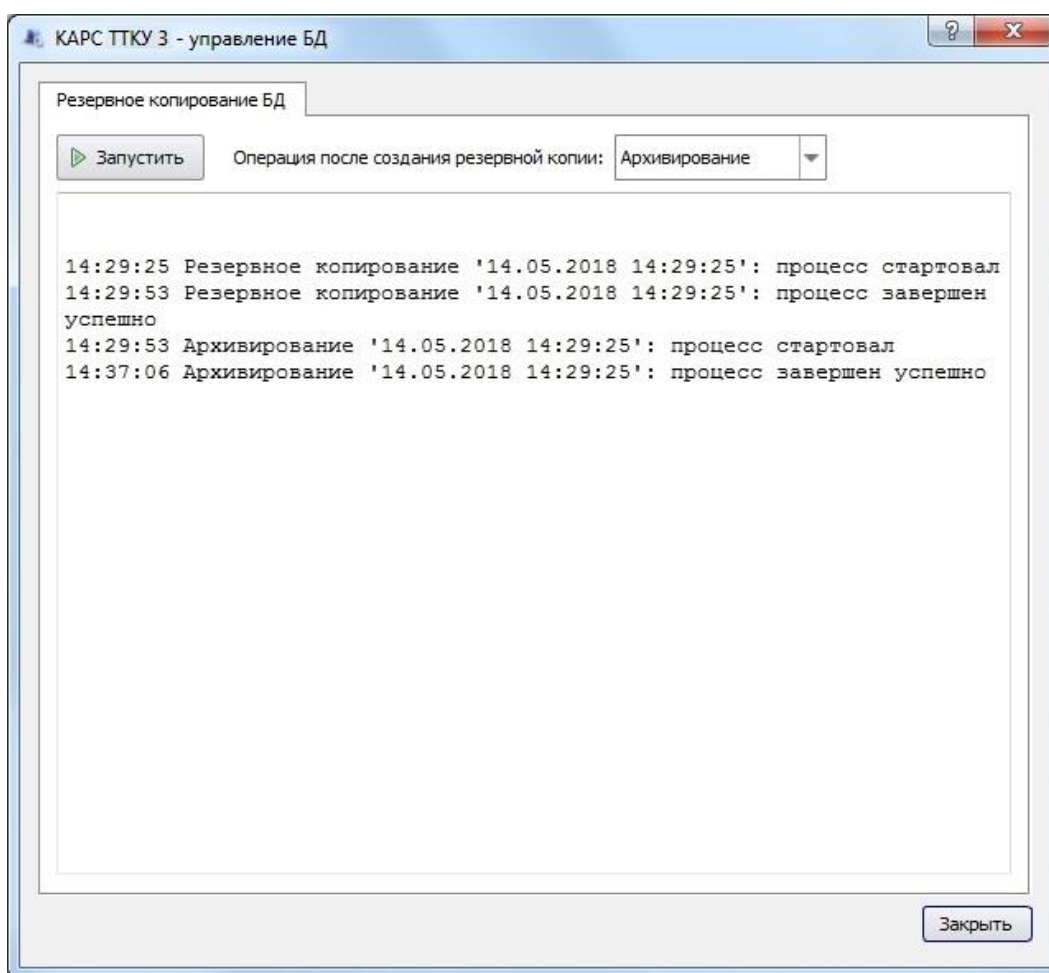 КАРС ТТКУ 3 - управление БД
Резервное копирование БД
Запустить
Операция после создания резервной копии:
Архивирование
14:29:25 Резервное копирование '14.05.2018 14:29:25': процесс стартовал
14:29:53 Резервное копирование '14.05.2018 14:29:25': процесс завершен
успешно
14:29:53 Архивирование '14.05.2018 14:29:25': процесс стартовал
14:37:06 Архивирование '14.05.2018 14:29:25': процесс завершен успешно
Закрыть